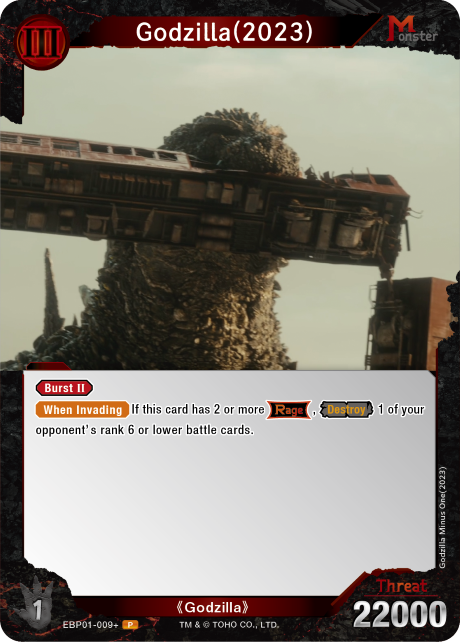 III
Godzilla(2023)
Monster
Burst II
When Invading If this card has 2 or more Rage, Destroy 1 of your
opponent's rank 6 or lower battle cards.
Godzilla Minus One(2023)
Threat
1
《Godzilla》
22000
EBP01-009+ P TM & © TOHO CO., LTD.